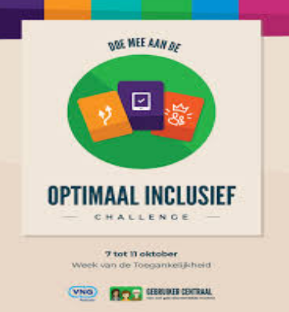 DOE MEE AAN DE
OPTIMAAL INCLUSIEF
CHALLENGE
7 tot 11 oktober
Week van de Toegankelijkheid
VNG
GEBRUIKER CENTRAAL